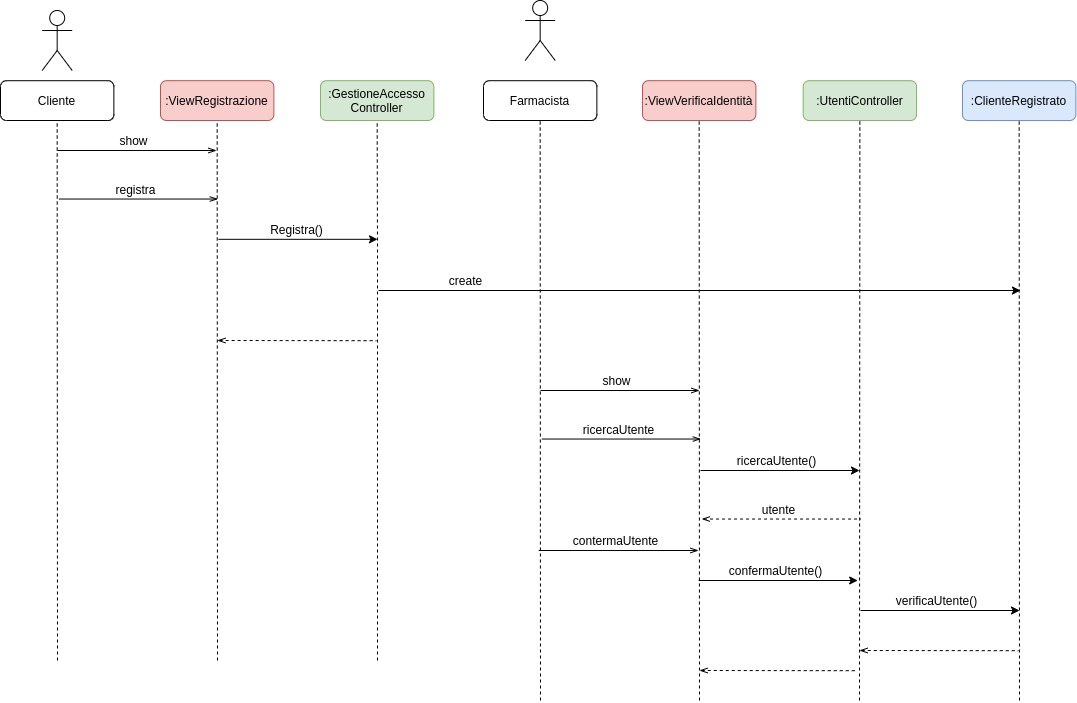 Cliente
:ViewRegistrazione
:GestioneAccesso
Controller
Farmacista
:ViewVerificaIdentità
:UtentiController
:ClienteRegistrato
show
registra
Registra()
create
show
ricercaUtente
ricercaUtente()
utente
contermaUtente
confermaUtente()
verificaUtente()